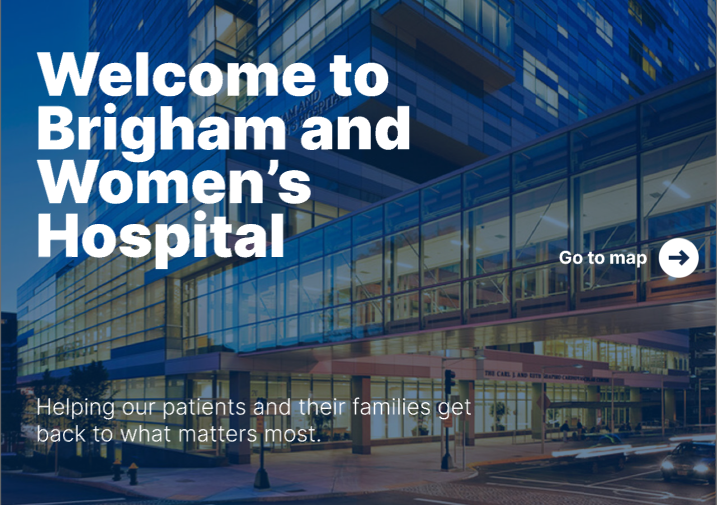 Welcome to
Brigham and
Women’s
Hospital
Go to map
Helping our patients and their families get
back to what matters most.